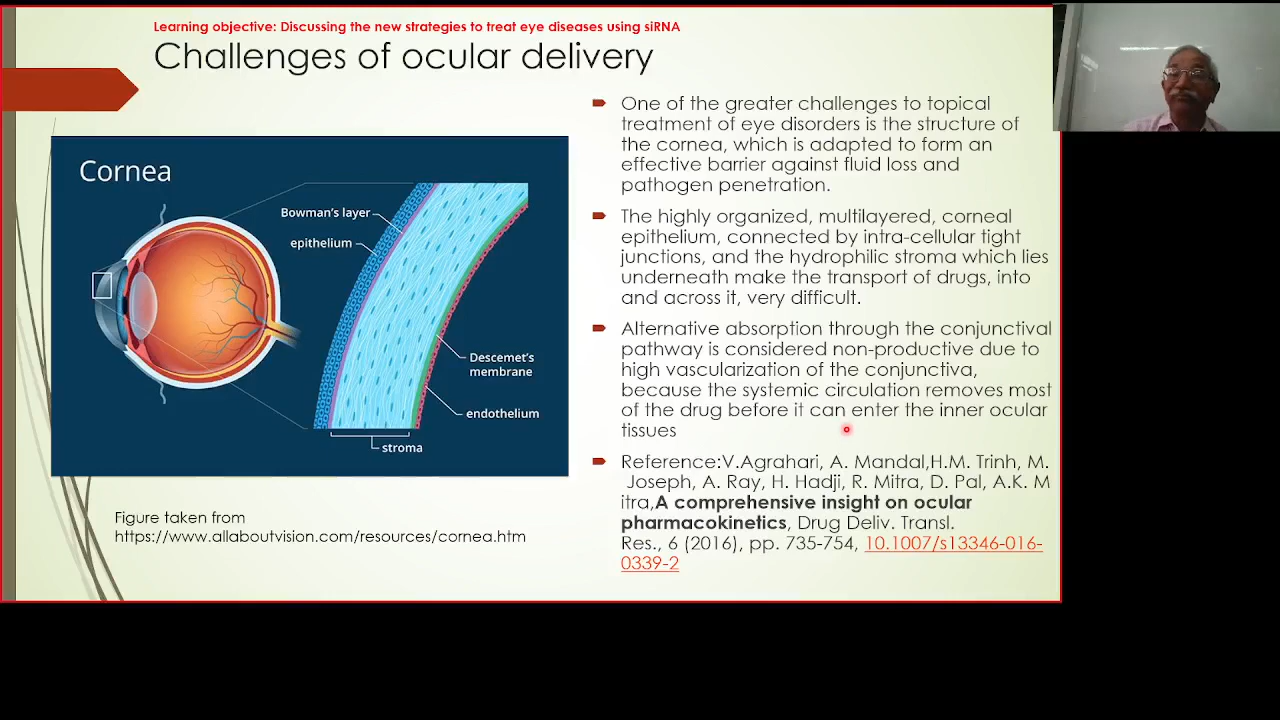 Learning objective: Discussing the new strategies to treat eye diseases using siRNA
Challenges of ocular delivery
Cornea
Bowman's layer
epithelium
Descemet's
membrane
endothelium
stroma
Figure taken from
https://www.allaboutvision.com/resources/cornea.htm
One of the greater challenges to topical
treatment of eye disorders is the structure of
the cornea, which is adapted to form an
effective barrier against fluid loss and
pathogen penetration.
The highly organized, multilayered, corneal
epithelium, connected by intra-cellular tight
junctions, and the hydrophilic stroma which lies
underneath make the transport of drugs, into
and across it, very difficult.
Alternative absorption through the conjunctival
pathway is considered non-productive due to
high vascularization of the conjunctiva,
because the systemic circulation removes most
of the drug before it can enter the inner ocular
tissues
Reference:V.Agrahari, A. Mandal,H.M. Trinh, M.
Joseph, A. Ray, H. Hadji, R. Mitra, D. Pal, A.K. M
itra,A comprehensive insight on ocular
pharmacokinetics, Drug Deliv. Transl.
Res., 6 (2016), pp. 735-754, 10.1007/s13346-016-
0339-2